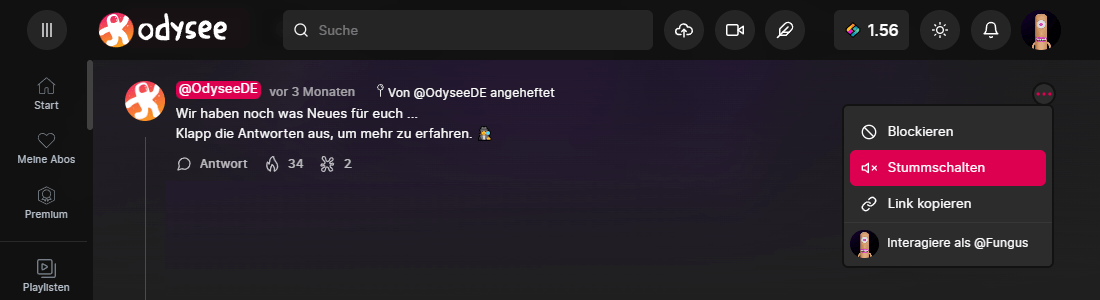 odysee
Suche
1.56
Start
Meine Abos
Premium
Playlisten
@OdyseeDE vor 3 Monaten Von @OdyseeDE angeheftet
Wir haben noch was Neues für euch ...
Klapp die Antworten aus, um mehr zu erfahren.
Antwort 34 2
Blockieren
Stummschalten
Link kopieren
Interagiere als @Fungus